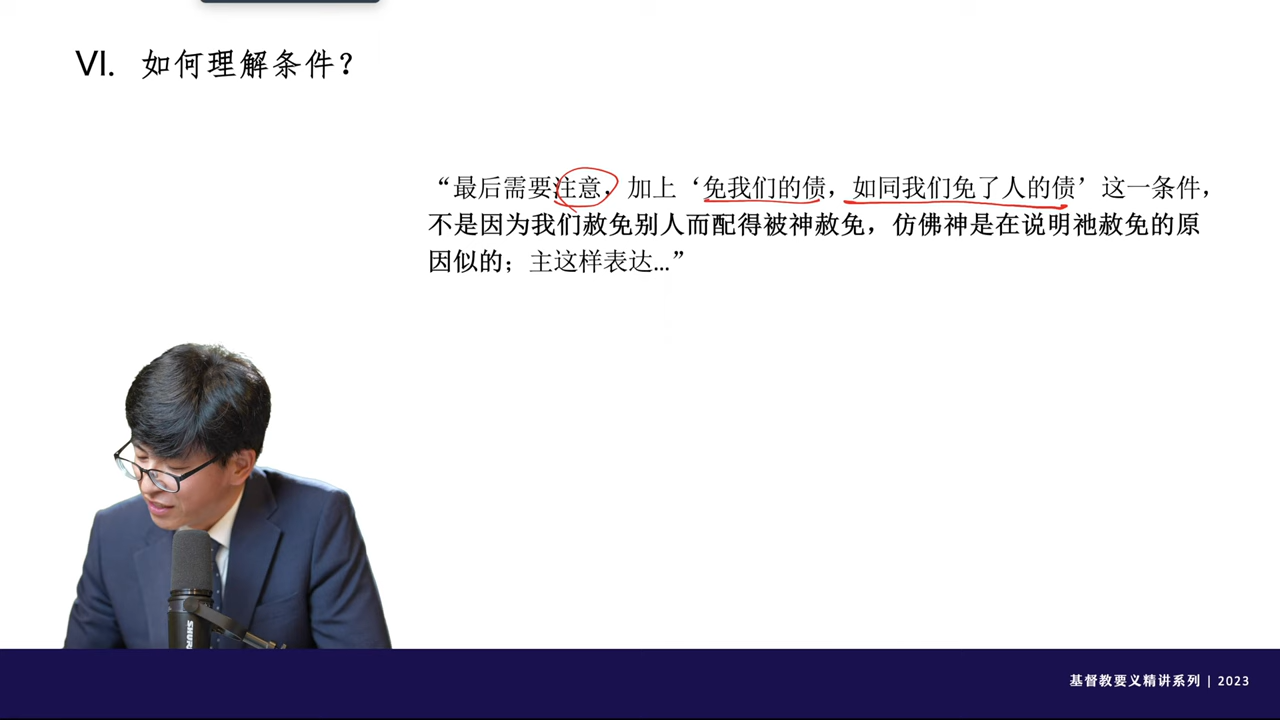 VI. 如何理解条件？
“最后需要注意，加上‘免我们的债，如同我们免了人的债’这一条件，
不是因为我们赦免别人而配得被神赦免，仿佛神是在说明祂赦免的原
因似的；主这样表达...”
SHURE
基督教要义精讲系列 | 2023